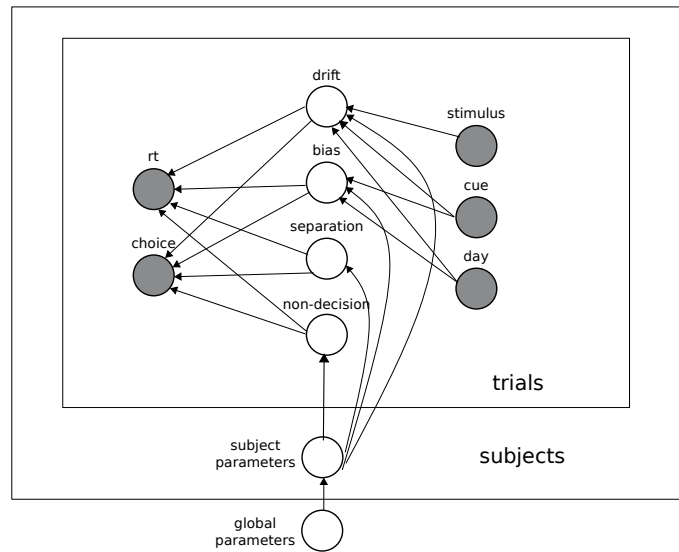 drift
stimulus
bias
rt
cue
separation
choice
day
non-decision
trials
subject
parameters
subjects
global
parameters